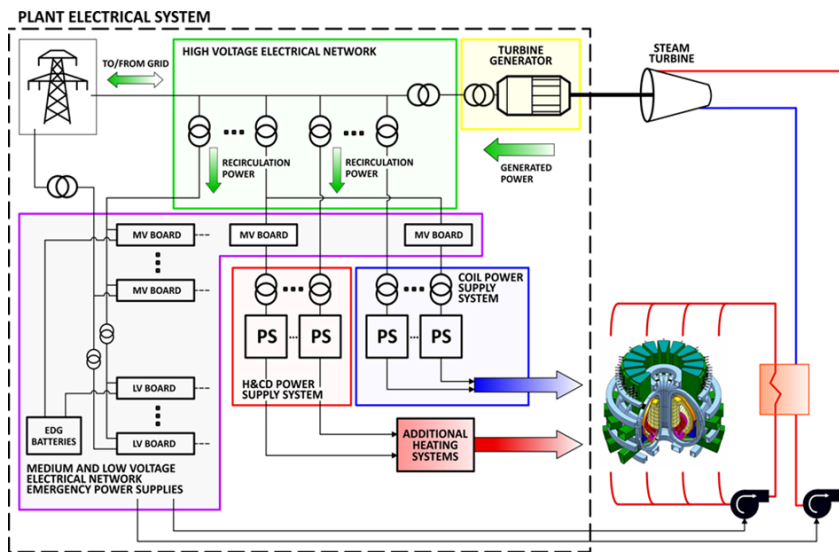 PLANT ELECTRICAL SYSTEM
HIGH VOLTAGE ELECTRICAL NETWORK
TURBINE
GENERATOR
STEAM
TURBINE
TO/FROM GRID
RECIRCULATION
POWER
RECIRCULATION
POWER
GENERATED
POWER
MV BOARD
MV BOARD
MV BOARD
MV BOARD
COIL POWER
SUPPLY
SYSTEM
PS
PS
PS
PS
H&CD POWER
SUPPLY SYSTEM
LV BOARD
LV BOARD
EDG
BATTERIES
ADDITIONAL
HEATING
SYSTEMS
MEDIUM AND LOW VOLTAGE
ELECTRICAL NETWORK
EMERGENCY POWER SUPPLIES